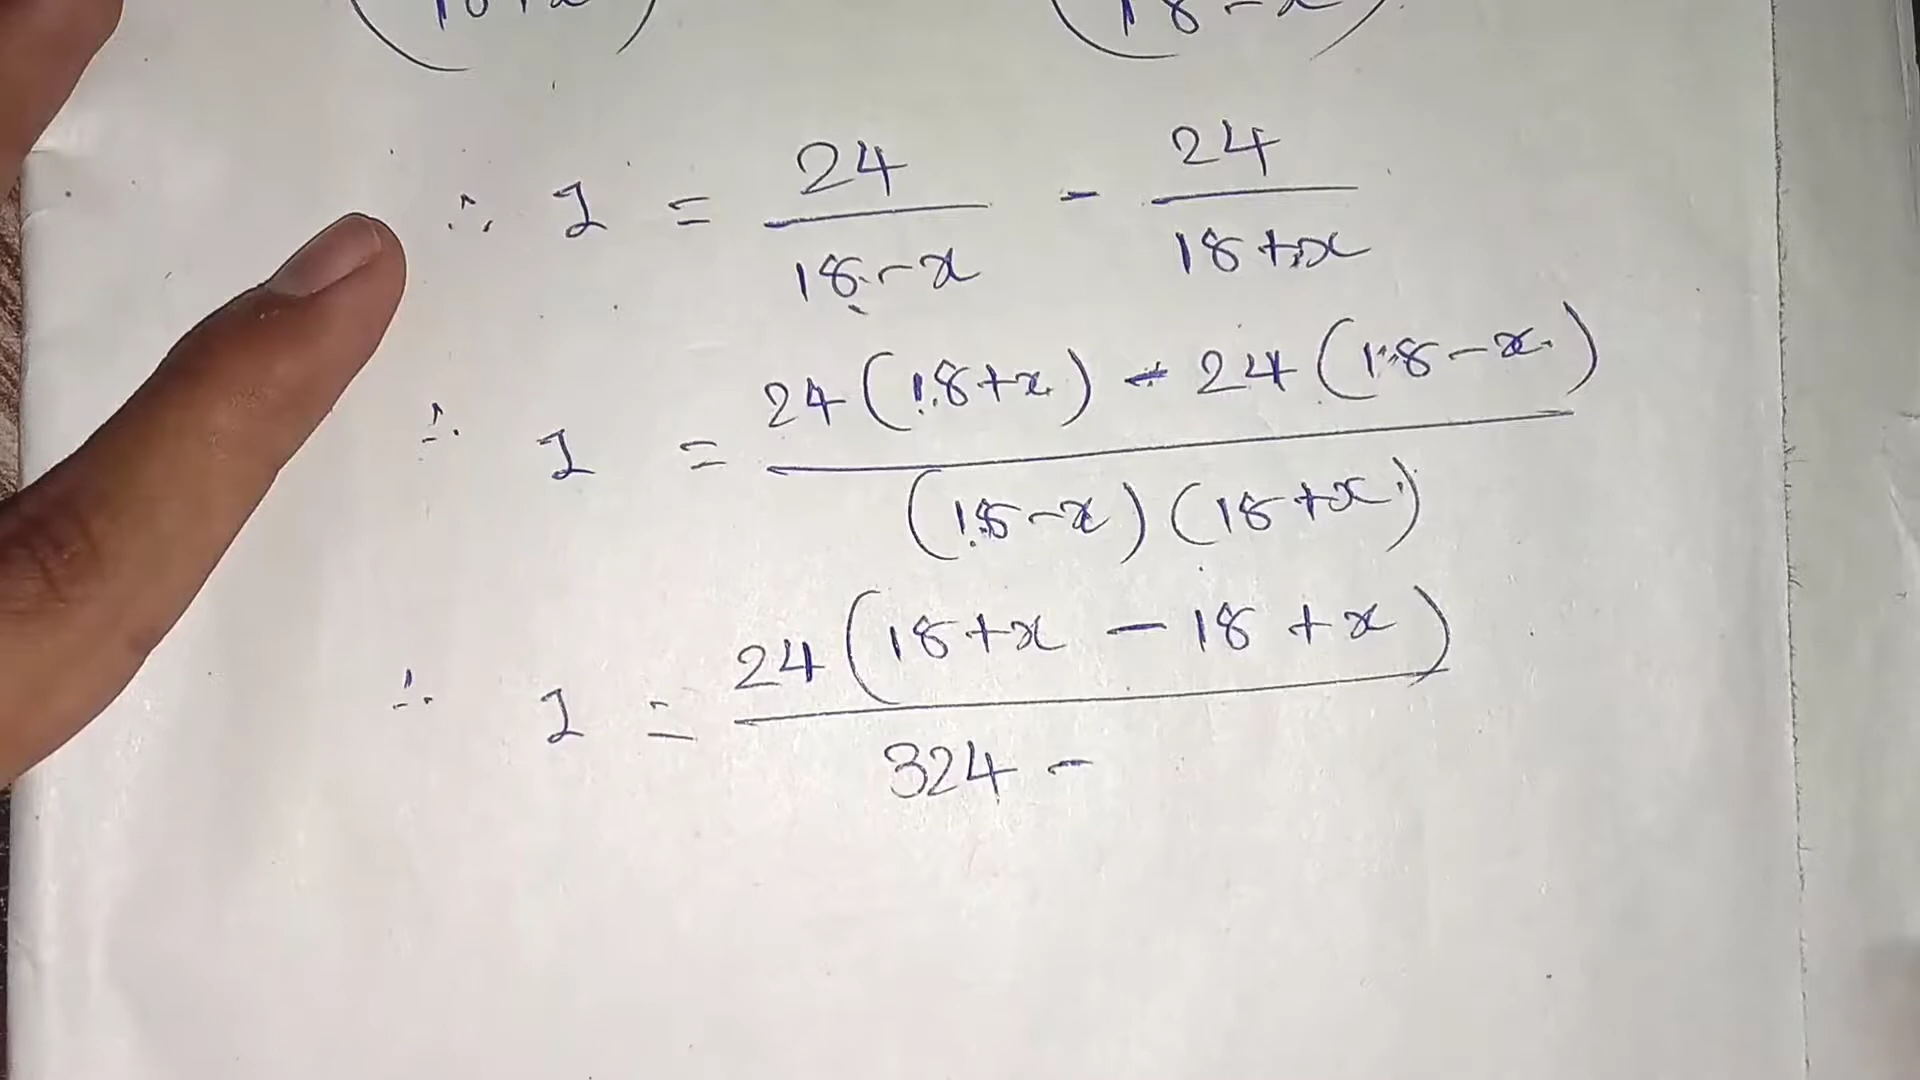 ∴ 1 = 24/(18-x) - 24/(18+x)
∴ 1 = (24(18+x) - 24(18-x))/((18-x)(18+x))
∴ 1 = 24(18+x - 18 +x)/(324 -